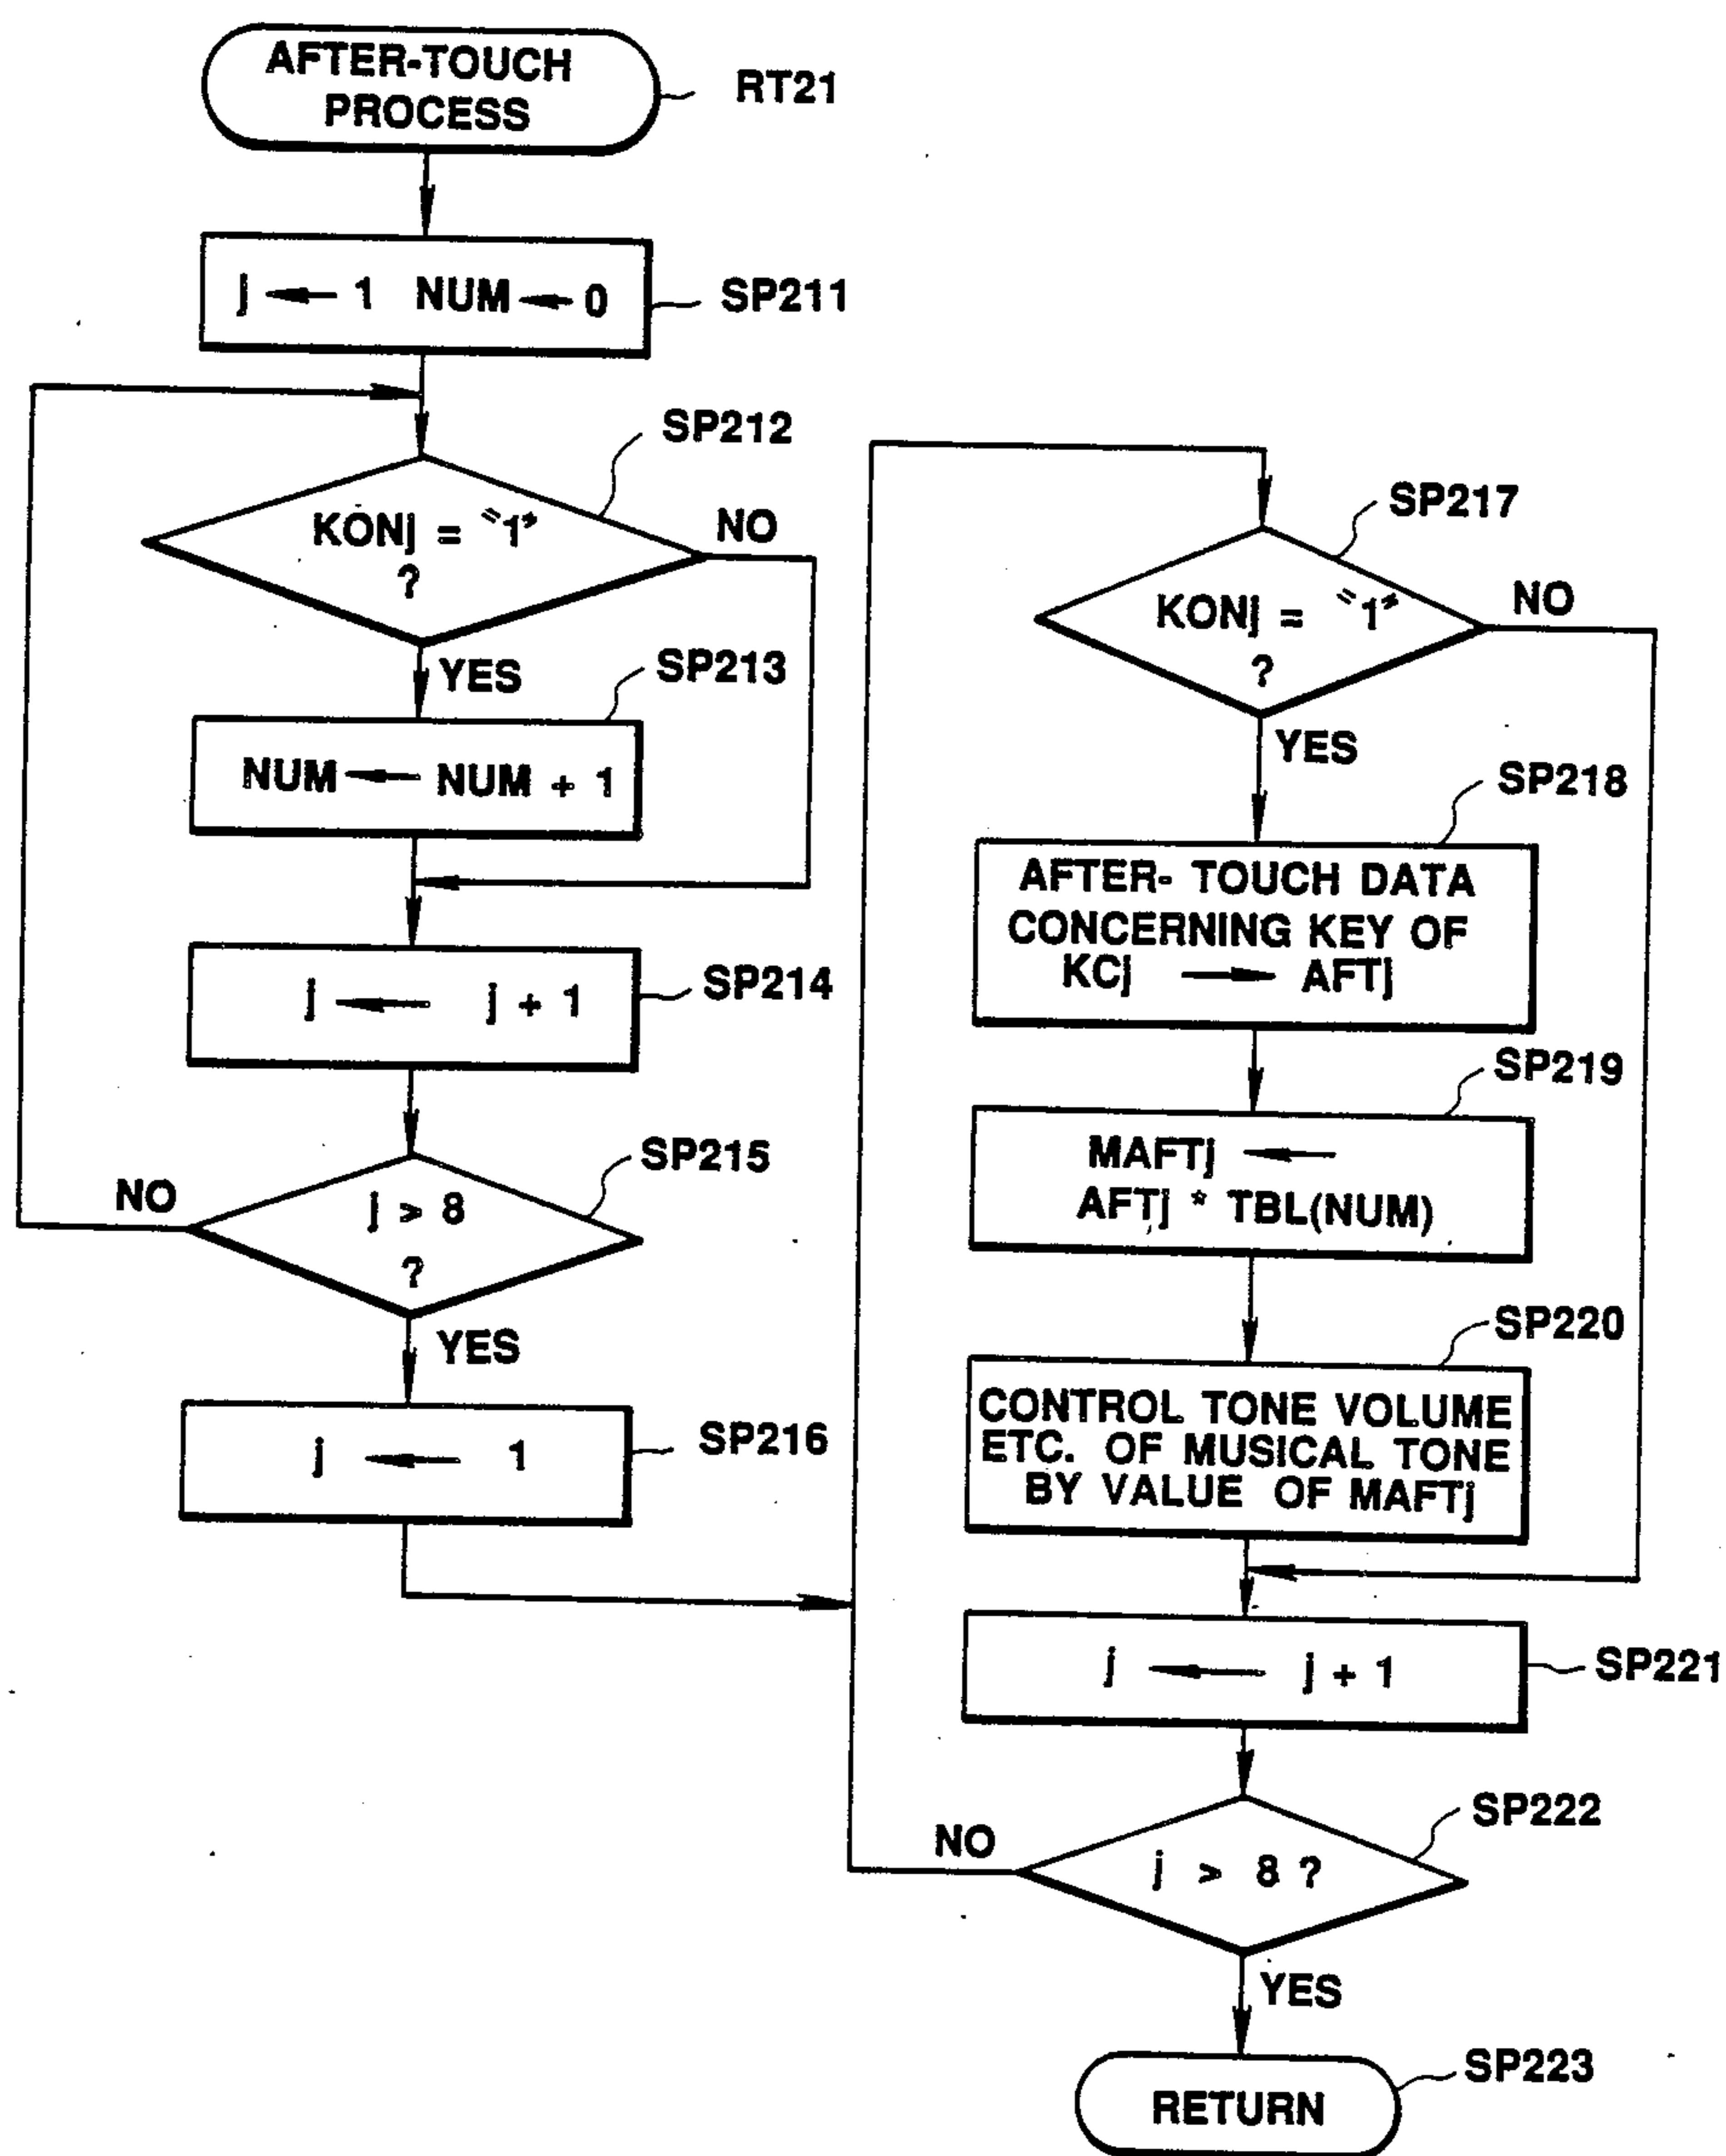 AFTER-TOUCH
PROCESS
RT21
j ← 1 NUM ← 0
SP211
SP212
KONj = "1"
?
NO
YES
SP213
NUM ← NUM + 1
j ← j + 1
SP214
SP215
NO
j > 8
?
YES
j ← 1
SP216
SP217
KONj = "1"
?
NO
YES
SP218
AFTER- TOUCH DATA
CONCERNING KEY OF
KCj → AFTj
SP219
MAFTj ←
AFTj * TBL(NUM)
SP220
CONTROL TONE VOLUME
ETC. OF MUSICAL TONE
BY VALUE OF MAFTj
j ← j + 1
SP221
SP222
NO
j > 8 ?
YES
SP223
RETURN